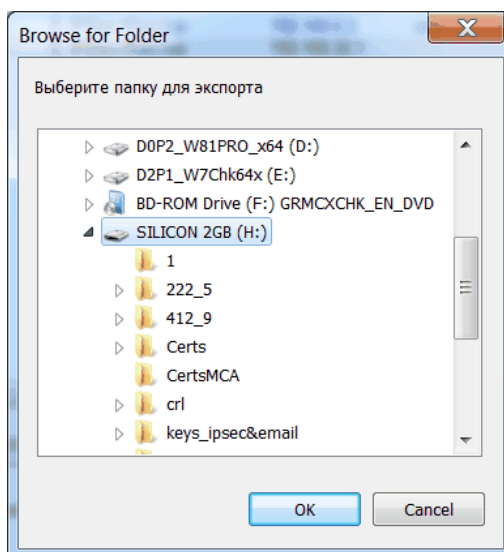 Browse for Folder
Выберите папку для экспорта
D0P2_W81PRO_x64 (D:)
D2P1_W7Chk64x (E:)
BD-ROM Drive (F:) GRMCXCHK_EN_DVD
SILICON 2GB (H:)
1
222_5
412_9
Certs
CertsMCA
crl
keys_ipsec&email
OK Cancel